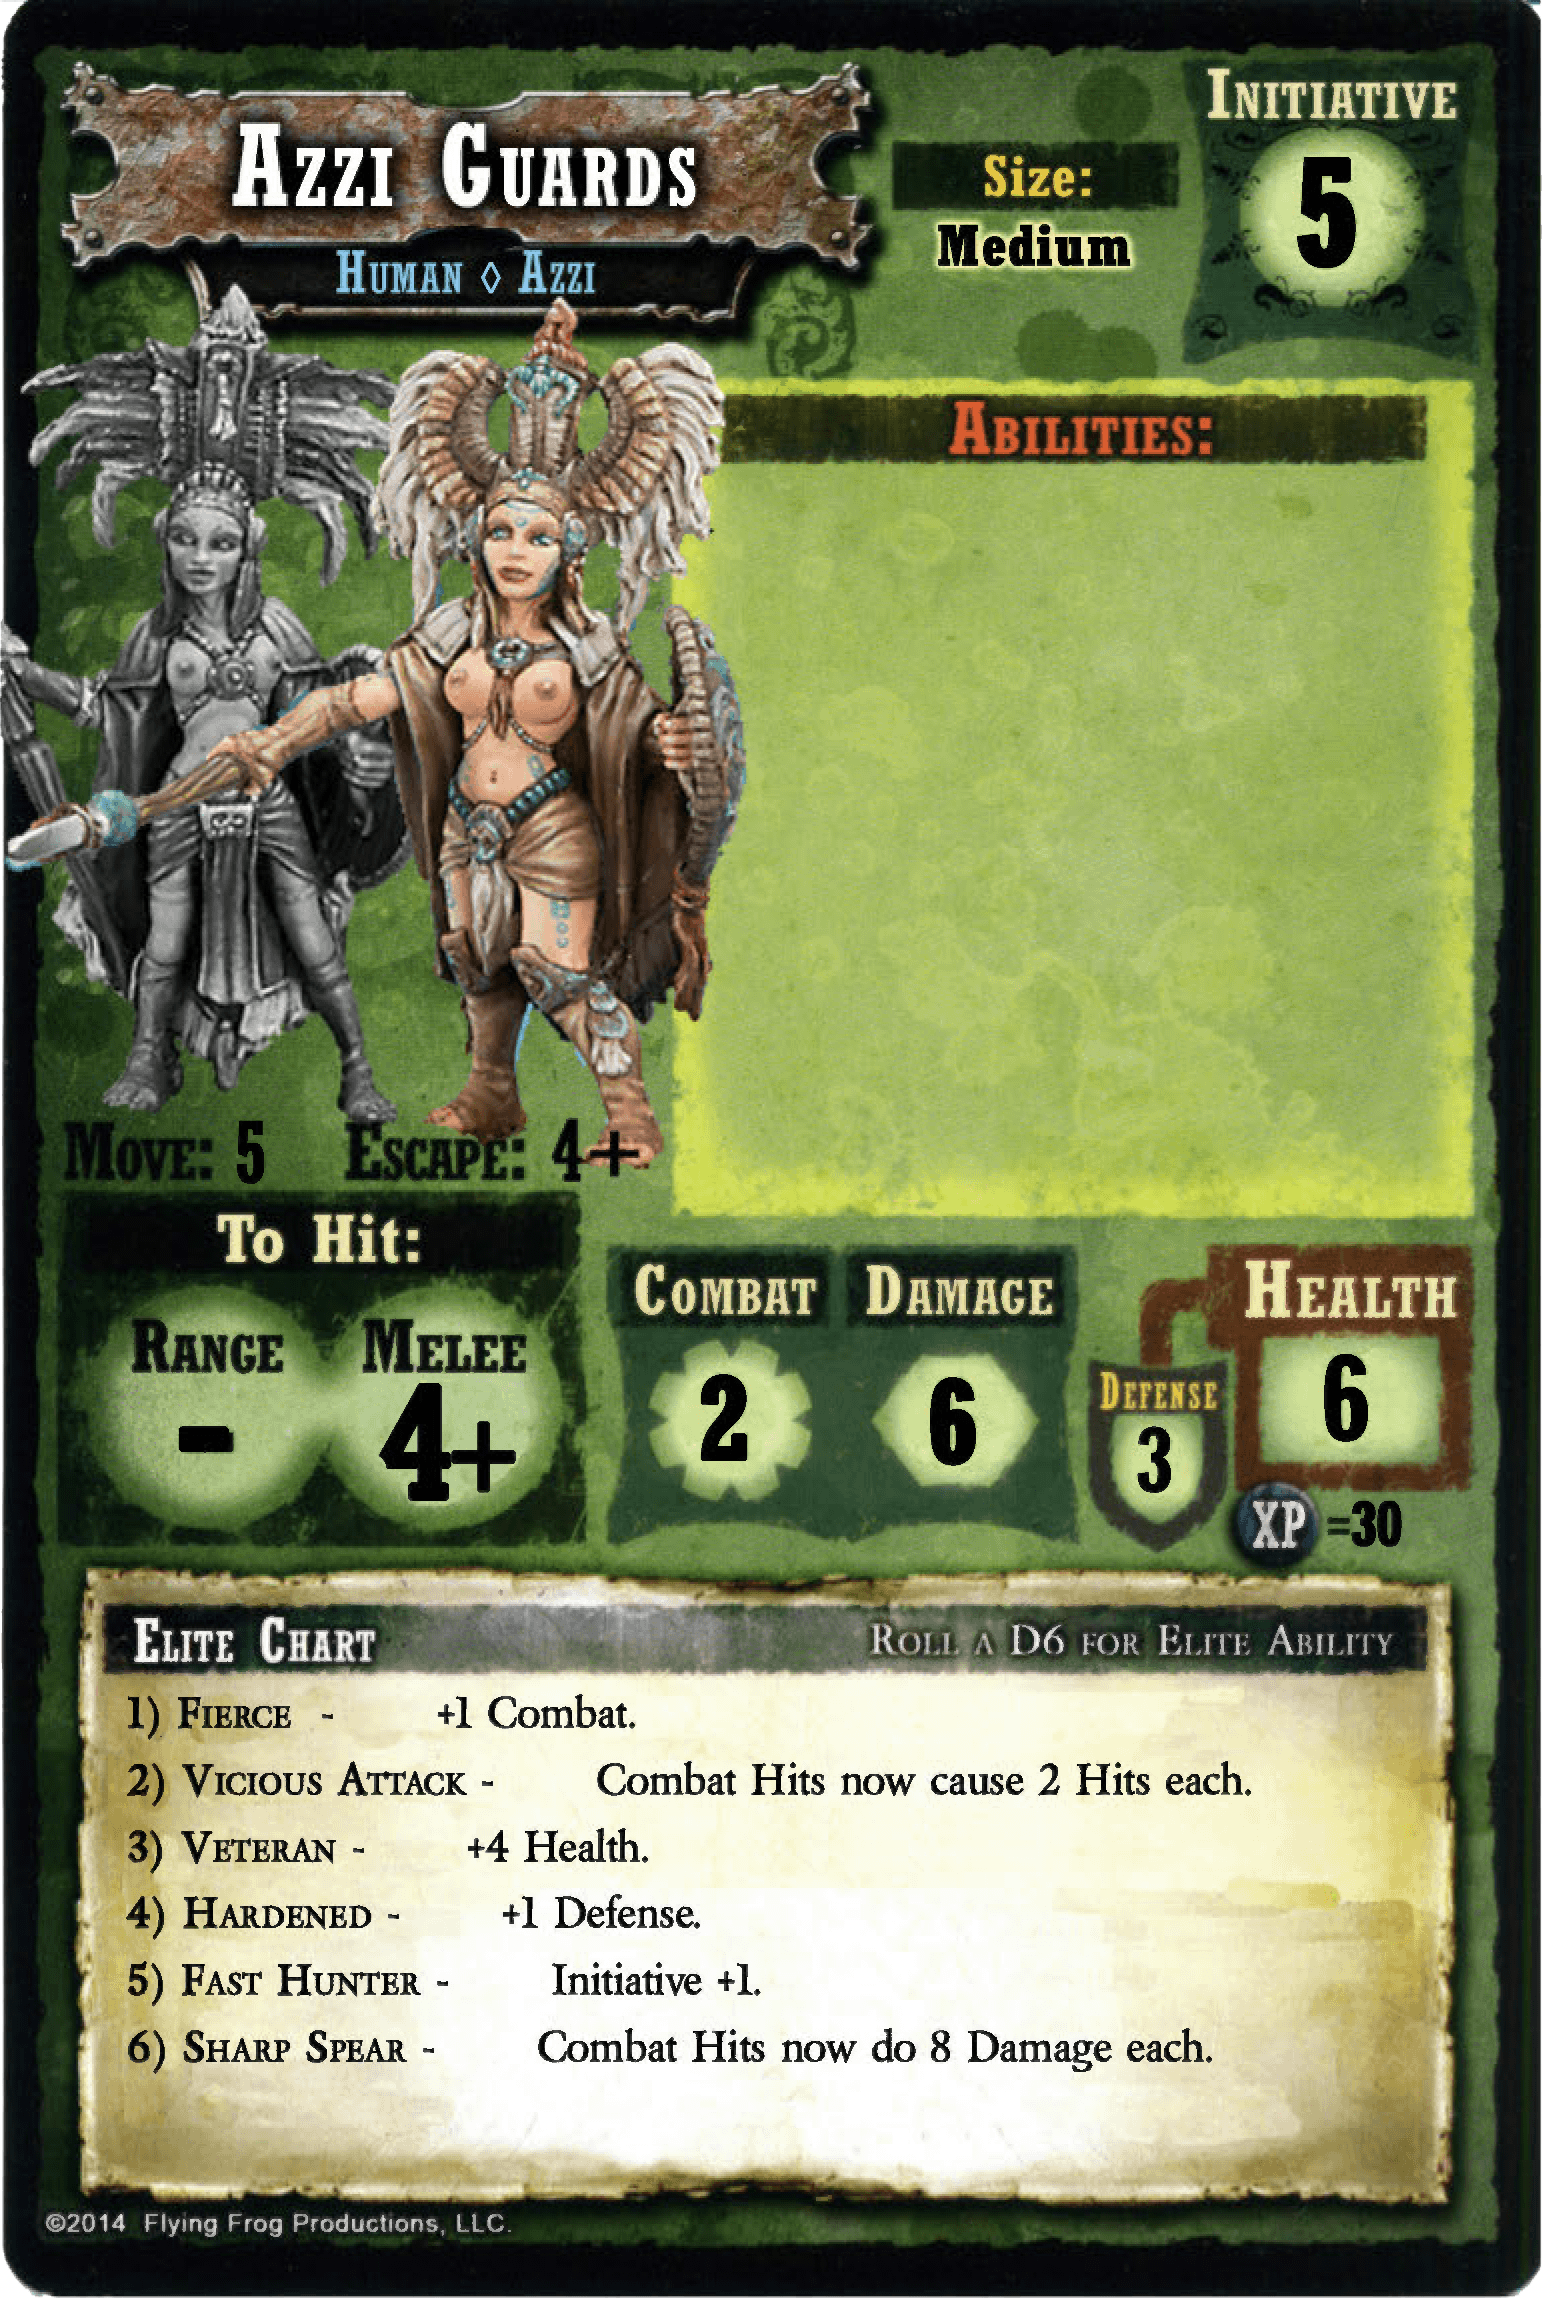 Azzi Guards
Human ◊ Azzi
Size:
Medium
Initiative
5
Abilities:
Move: 5 Escape: 4+
To Hit:
Range Melee
- 4+
Combat Damage
2 6
Defense
3
Health
6
XP =30
Elite Chart Roll a D6 for Elite Ability
1) Fierce - +1 Combat.
2) Vicious Attack - Combat Hits now cause 2 Hits each.
3) Veteran - +4 Health.
4) Hardened - +1 Defense.
5) Fast Hunter - Initiative +1.
6) Sharp Spear - Combat Hits now do 8 Damage each.
©2014 Flying Frog Productions, LLC.